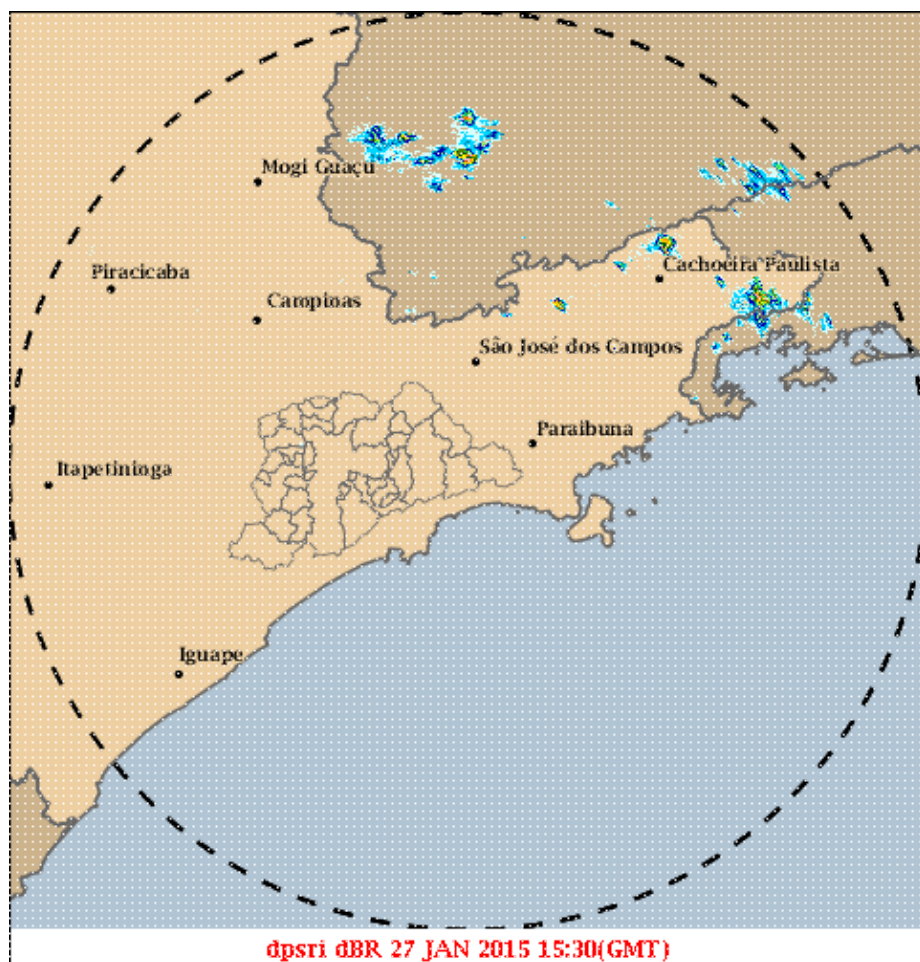 Mogi Guaçu
Piracicaba
Cachoeira Paulista
Campinas
São José dos Campos
Paraibuna
Itapetininga
Iguape
dpsri dBR 27 JAN 2015 15:30(GMT)